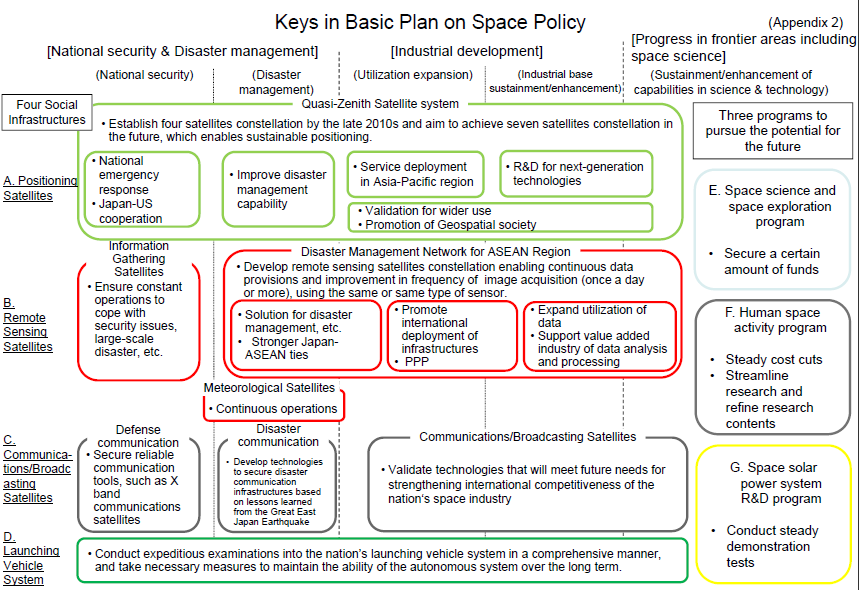 Keys in Basic Plan on Space Policy
(Appendix 2)
[National security & Disaster management]
[Industrial development]
[Progress in frontier areas including
space science]
(National security)
(Disaster
management)
(Utilization expansion)
(Industrial base
sustainment/enhancement)
(Sustainment/enhancement of
capabilities in science & technology)
Four Social
Infrastructures
Three programs to
pursue the potential for
the future
A. Positioning
Satellites
Quasi-Zenith Satellite system
• Establish four satellites constellation by the late 2010s and aim to achieve seven satellites constellation in
the future, which enables sustainable positioning.
• National
emergency
response
• Japan-US
cooperation
• Improve disaster
management
capability
• Service deployment
in Asia-Pacific region
• R&D for next-generation
technologies
• Validation for wider use
• Promotion of Geospatial society
B.
Remote
Sensing
Satellites
Information
Gathering
Satellites
• Ensure constant
operations to
cope with
security issues,
large-scale
disaster, etc.
Disaster Management Network for ASEAN Region
• Develop remote sensing satellites constellation enabling continuous data
provisions and improvement in frequency of image acquisition (once a day
or more), using the same or same type of sensor.
• Solution for disaster
management, etc.
• Stronger Japan-
ASEAN ties
• Promote
international
deployment of
infrastructures
• PPP
• Expand utilization of
data
• Support value added
industry of data analysis
and processing
Meteorological Satellites
• Continuous operations
C.
Communica-
tions/Broadc
asting
Satellites
Defense
communication
• Secure reliable
communication
tools, such as X
band
communications
satellites
Disaster
communication
• Develop technologies
to secure disaster
communication
infrastructures based
on lessons learned
from the Great East
Japan Earthquake
Communications/Broadcasting Satellites
• Validate technologies that will meet future needs for
strengthening international competitiveness of the
nation's space industry
D.
Launching
Vehicle
System
• Conduct expeditious examinations into the nation's launching vehicle system in a comprehensive manner,
and take necessary measures to maintain the ability of the autonomous system over the long term.
E. Space science and
space exploration
program
• Secure a certain
amount of funds
F. Human space
activity program
• Steady cost cuts
• Streamline
research and
refine research
contents
G. Space solar
power system
R&D program
• Conduct steady
demonstration
tests